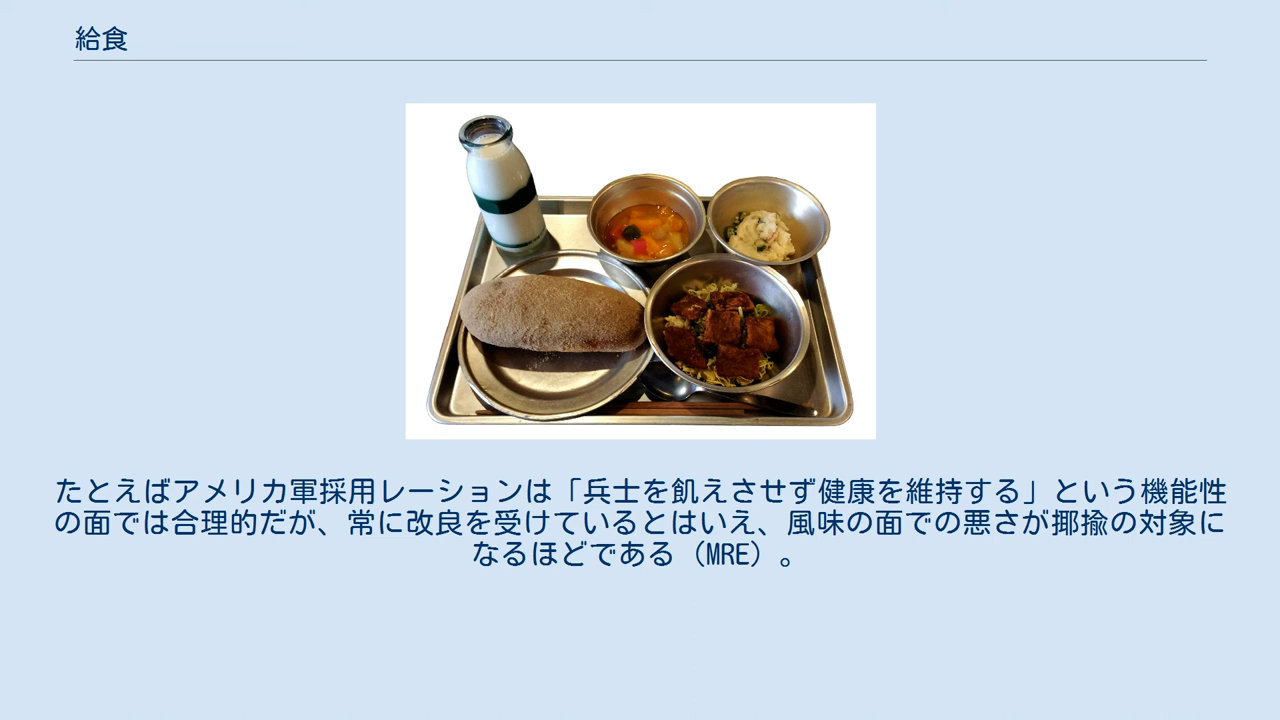 給食
たとえばアメリカ軍採用レーションは「兵士を飢えさせず健康を維持する」という機能性
の面では合理的だが、常に改良を受けているとはいえ、風味の面での悪さが揶揄の対象に
なるほどである（MRE）。